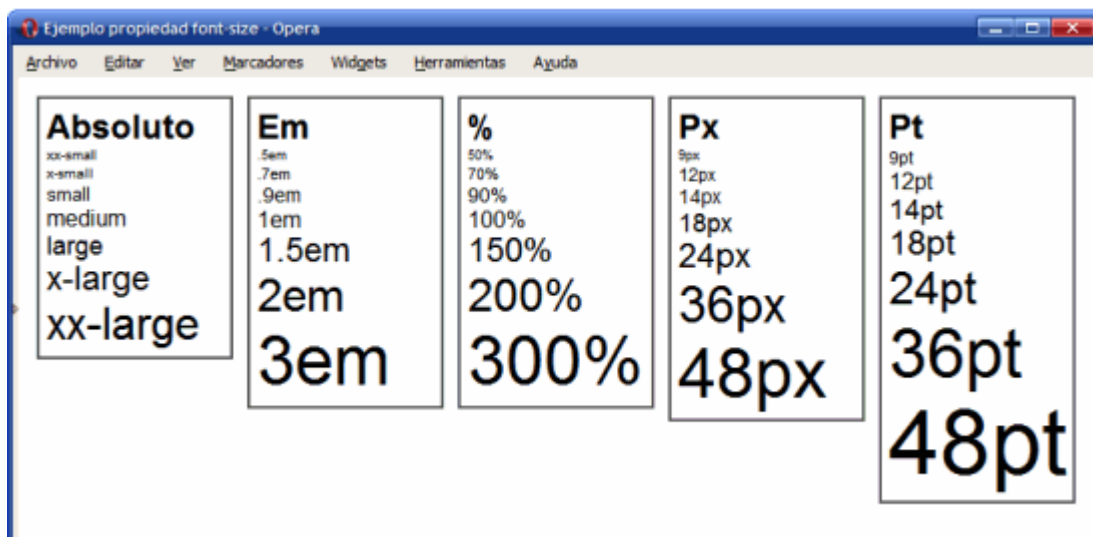 Ejemplo propiedad font-size - Opera
Archivo Editar Ver Marcadores Widgets Herramientas Ayuda
Absoluto
xx-small
x-small
small
medium
large
x-large
xx-large
Em
.5em
.7em
.9em
1em
1.5em
2em
3em
%
50%
70%
90%
100%
150%
200%
300%
Px
9px
12px
14px
18px
24px
36px
48px
Pt
9pt
12pt
14pt
18pt
24pt
36pt
48pt